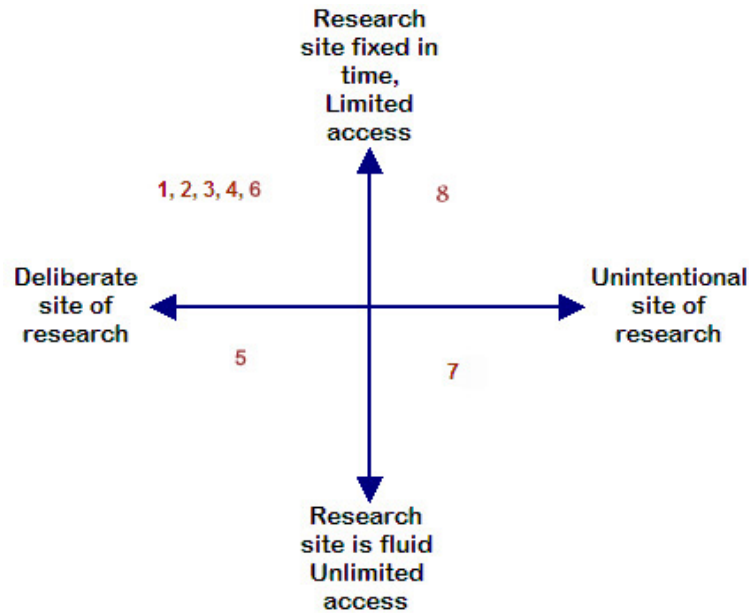 Research
site fixed in
time,
Limited
access
1, 2, 3, 4, 6
8
Deliberate
site of
research
Unintentional
site of
research
5
7
Research
site is fluid
Unlimited
access